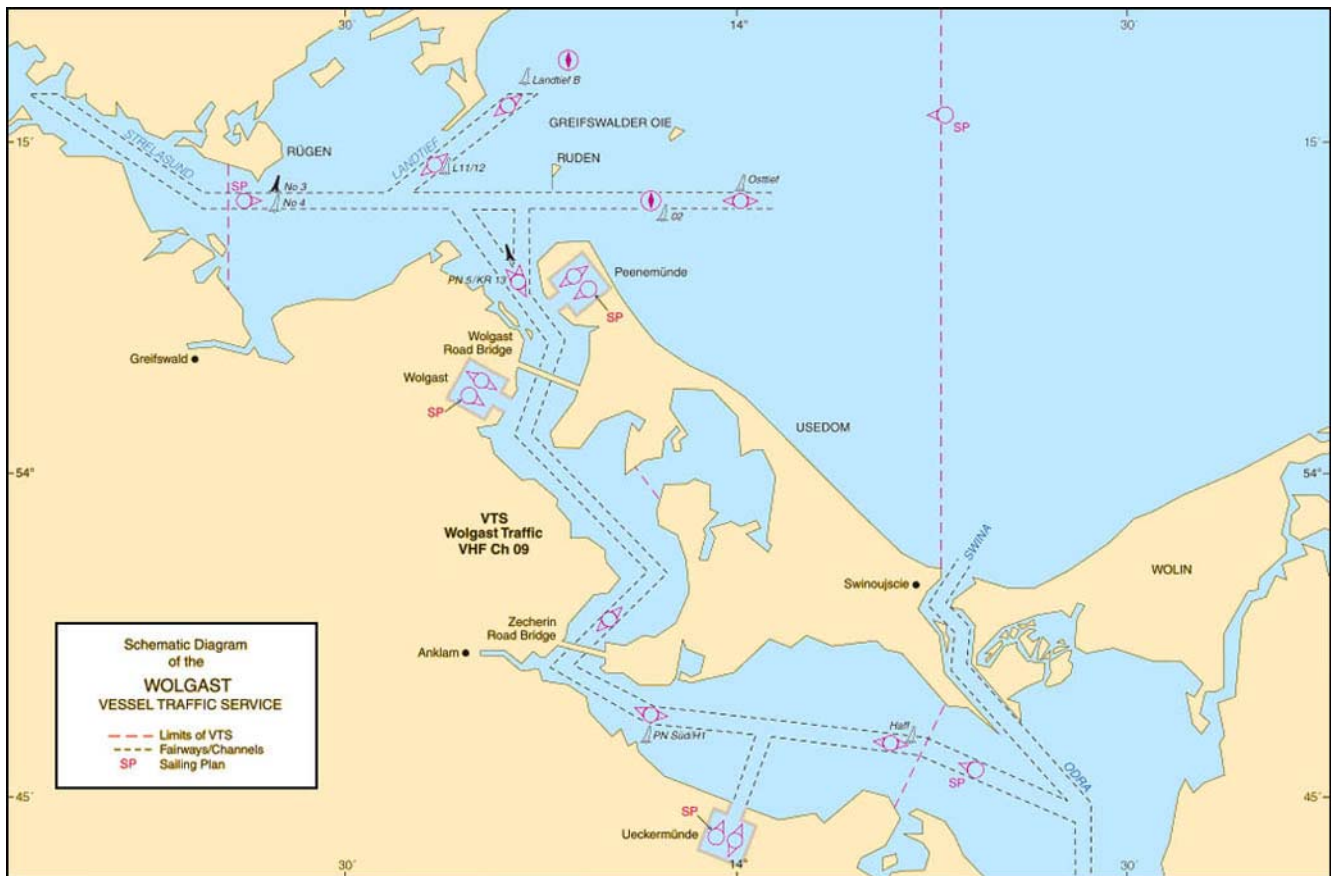 30´
14°
30´
Landtief B
GREIFSWALDER OIE
SP
15´
15´
STRELASUND
RÜGEN
LANDTIEF
L11/12
RUDEN
SP
No 3
No 4
Osttief
02
PN 5/KR 13
Peenemünde
SP
Greifswald
Wolgast
Road Bridge
Wolgast
SP
USEDOM
54°
54°
VTS
Wolgast Traffic
VHF Ch 09
SWINA
WOLIN
Swinoujscie
Zecherin
Road Bridge
Anklam
Schematic Diagram
of the
WOLGAST
VESSEL TRAFFIC SERVICE
Limits of VTS
Fairways/Channels
SP Sailing Plan
PN Süd/H1
Haff
SP
ODRA
45´
45´
SP
Ueckermünde
30´
14°
30´